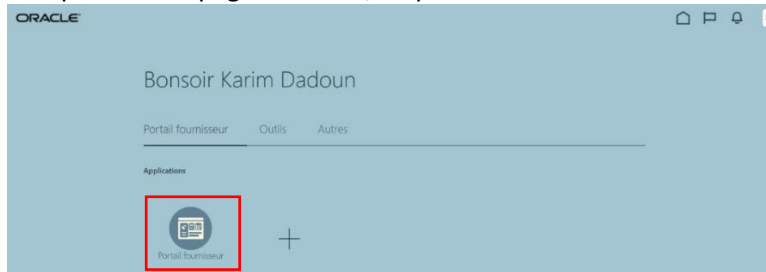 ORACLE
Bonsoir Karim Dadoun
Portail fournisseur Outils Autres
Applications
Portail fournisseur